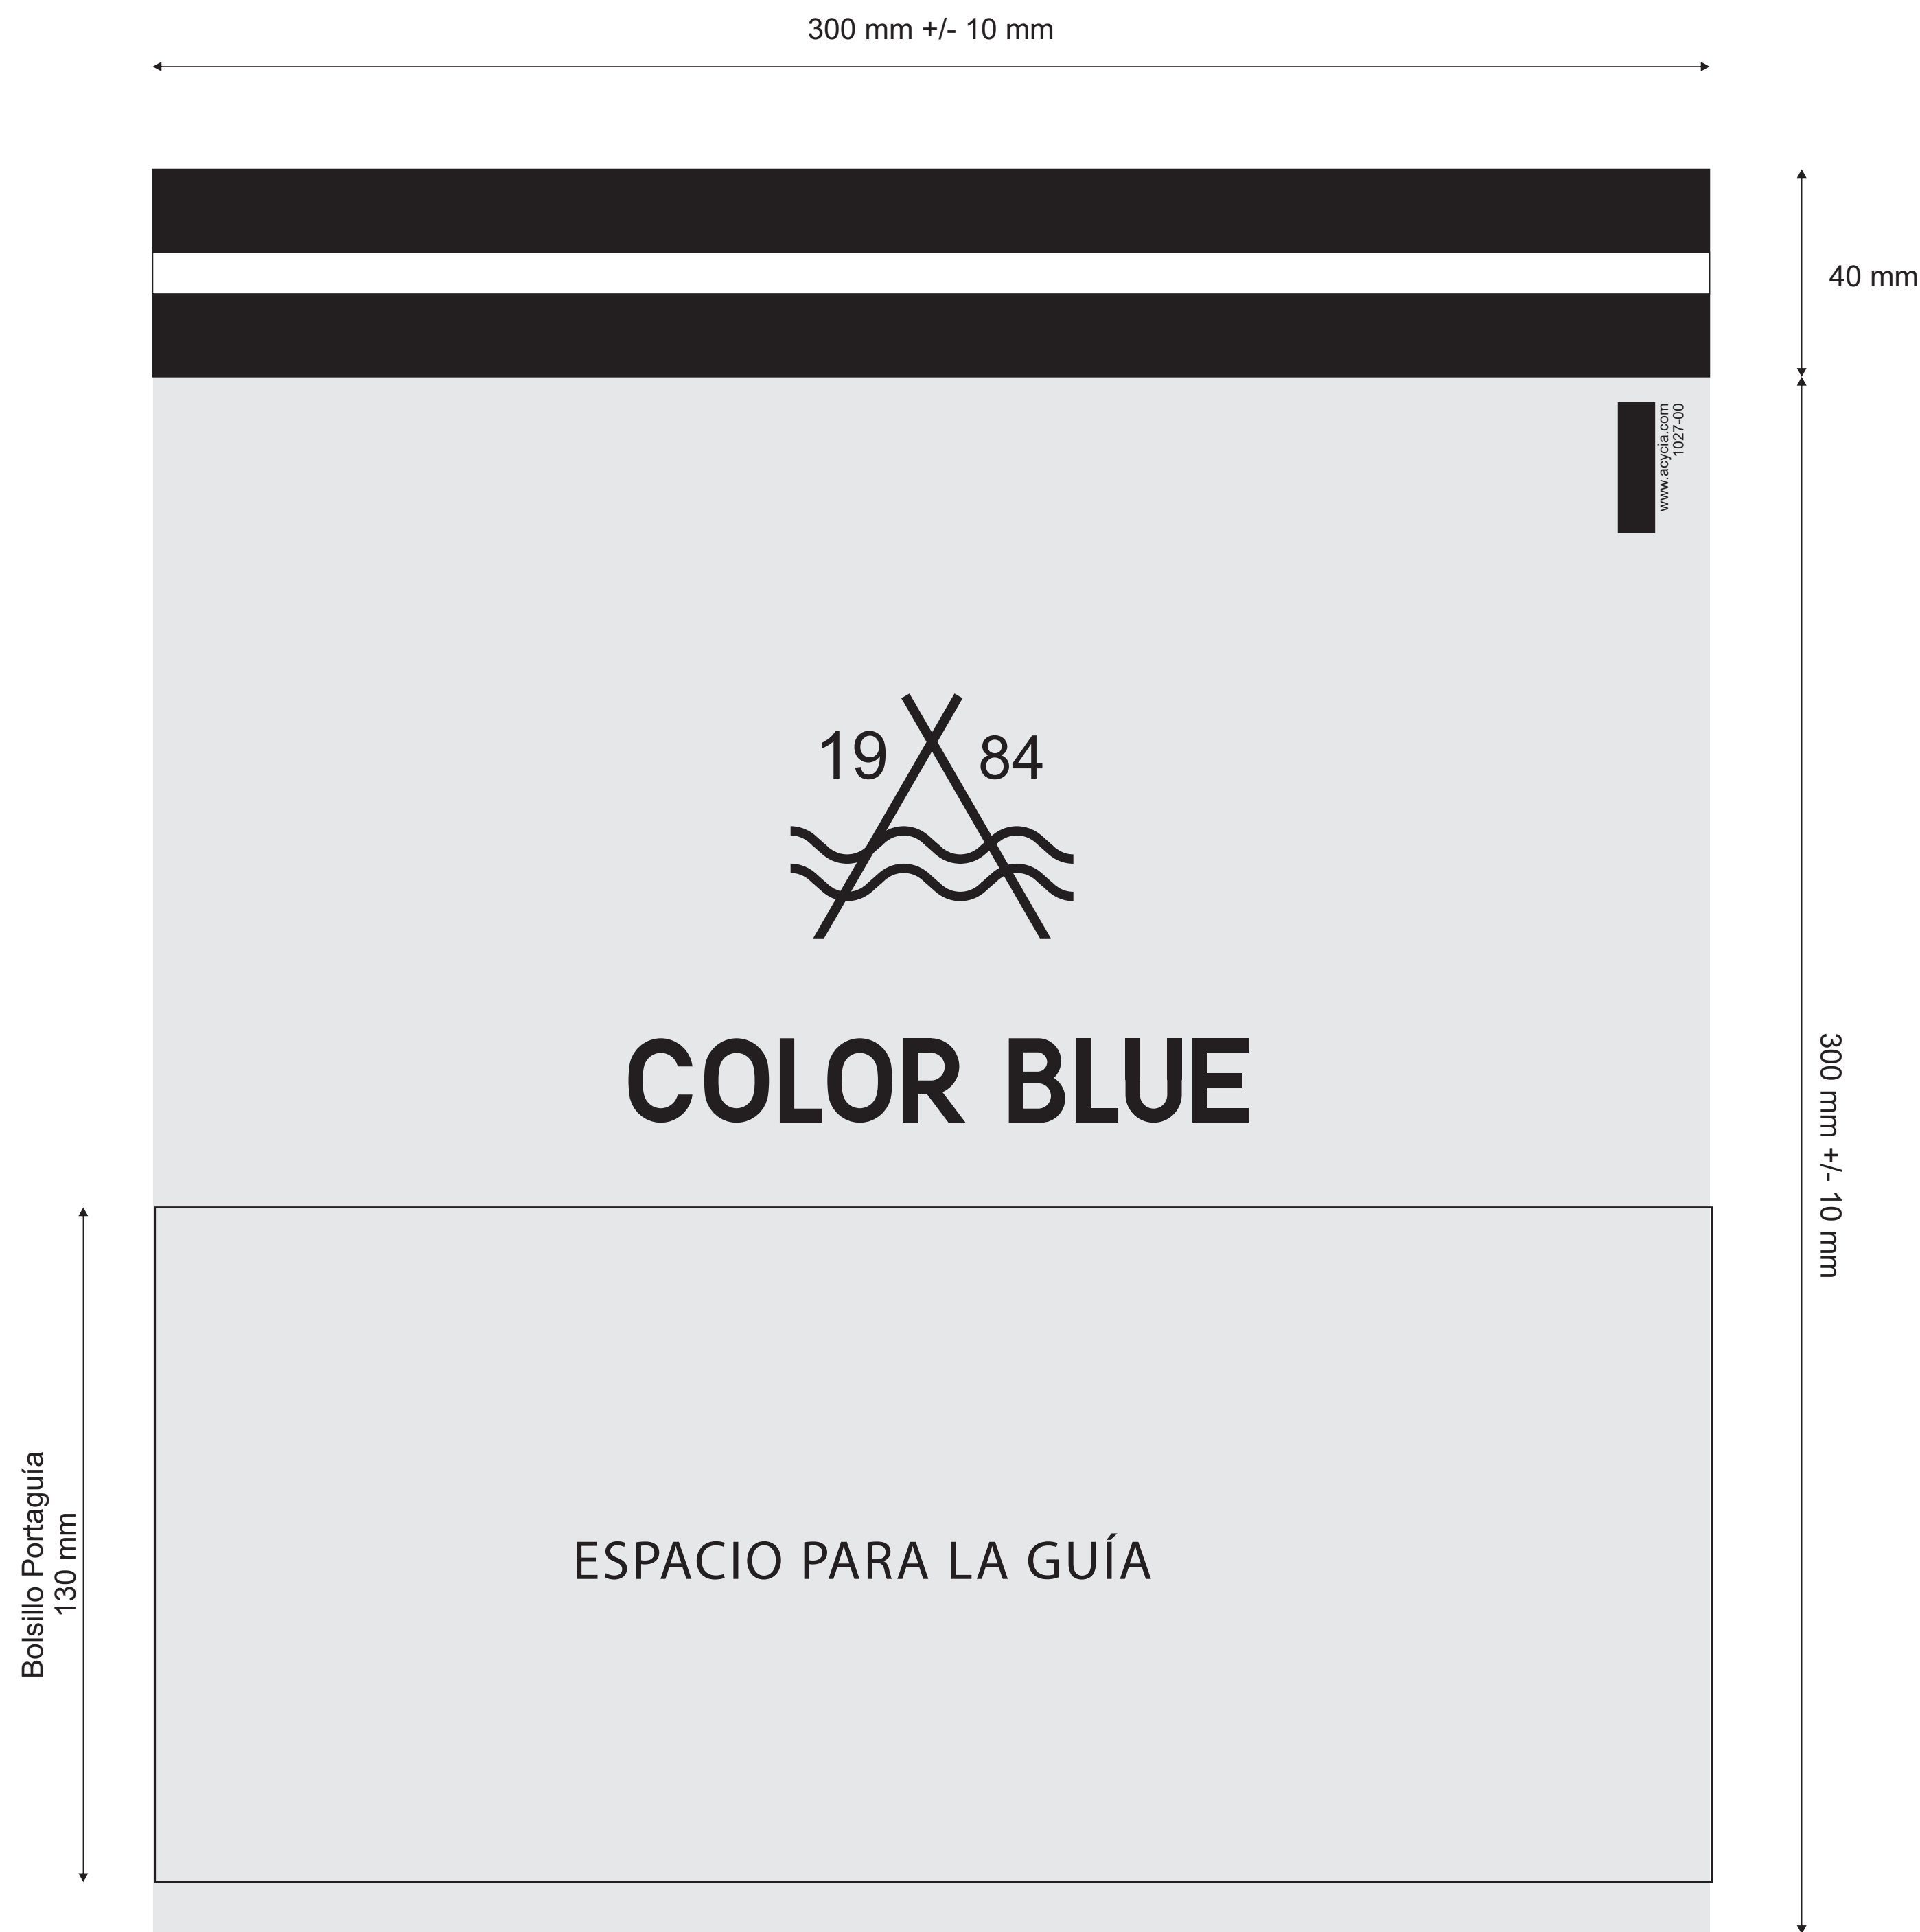 300 mm +/- 10 mm
40 mm
www.acycia.com
1027-00
19 84
COLOR BLUE
300 mm +/- 10 mm
Bolsillo Portaguía
130 mm
ESPACIO PARA LA GUÍA